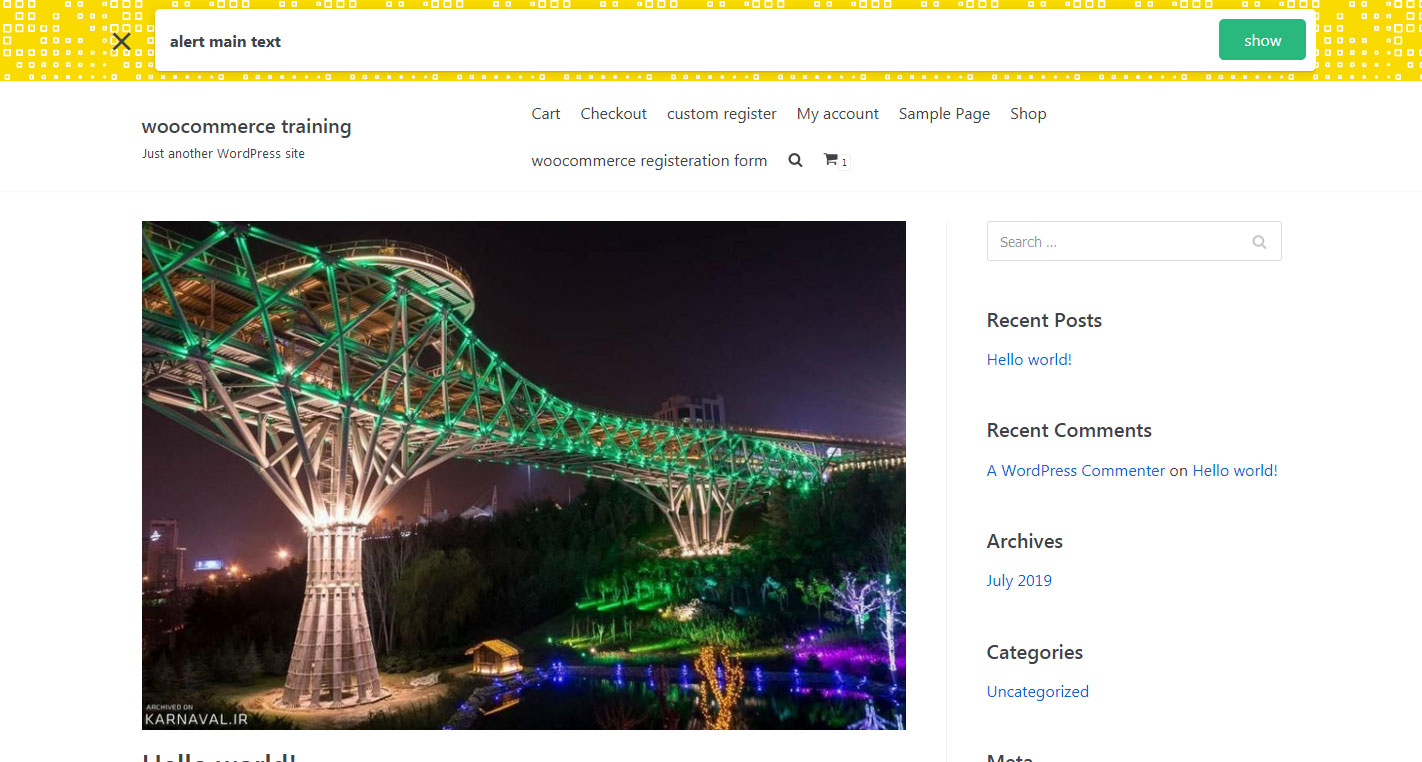 alert main text
show
woocommerce training
Just another WordPress site
Cart Checkout custom register My account Sample Page Shop
woocommerce registeration form 1
Search ...
Recent Posts
Hello world!
Recent Comments
A WordPress Commenter on Hello world!
Archives
July 2019
Categories
Uncategorized
Meta
ARCHIVED ON
KARNAVAL.IR
Hello world!